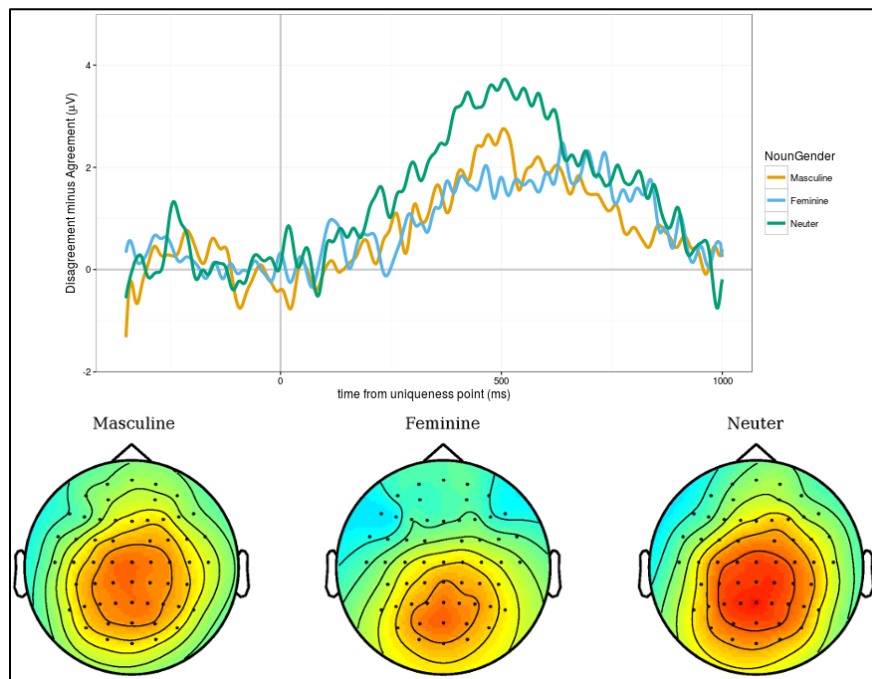 4
2
0
-2
Disagreement minus Agreement (µV)
0
500
1000
time from uniqueness point (ms)
NounGender
Masculine
Feminine
Neuter
Masculine
Feminine
Neuter